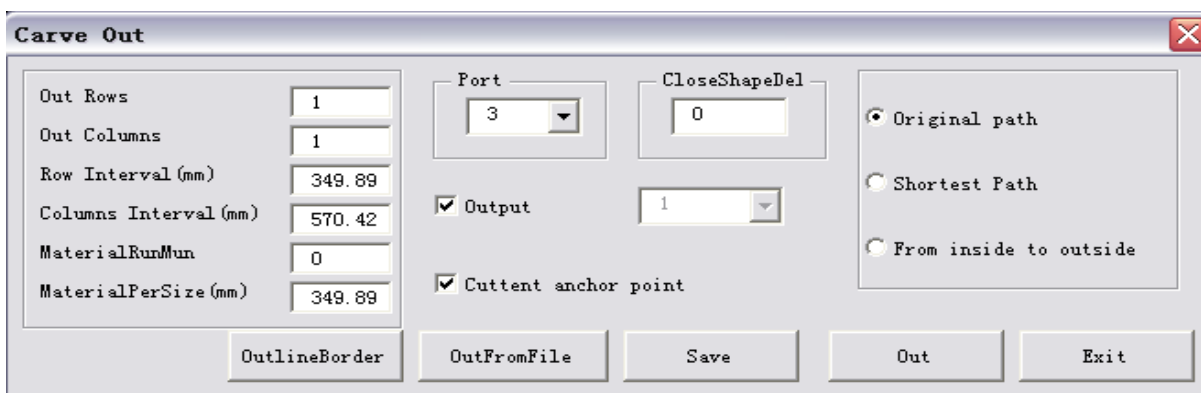 Carve Out
Out Rows 1
Out Columns 1
Row Interval(mm) 349.89
Columns Interval(mm) 570.42
MaterialRunMun 0
MaterialPerSize(mm) 349.89
Port
3
CloseShapeDel
0
Output 1
Cuttent anchor point
Original path
Shortest Path
From inside to outside
OutlineBorder OutFromFile Save Out Exit